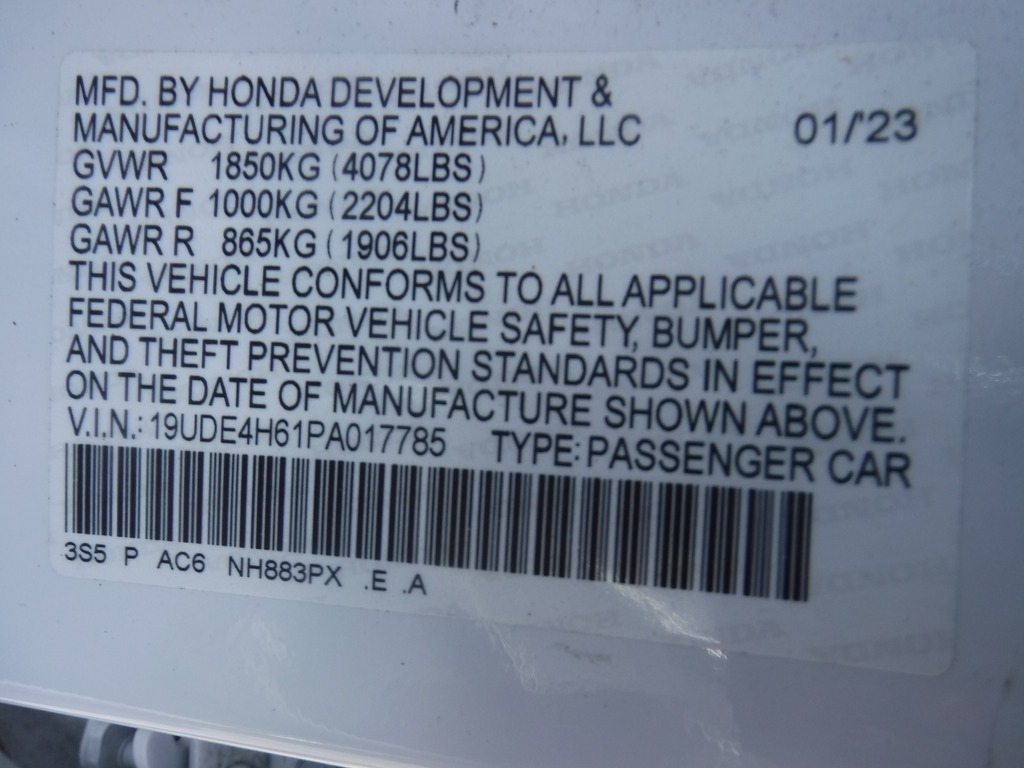 MFD. BY HONDA DEVELOPMENT &
MANUFACTURING OF AMERICA, LLC 01/'23
GVWR 1850KG (4078LBS)
GAWR F 1000KG (2204LBS)
GAWR R 865KG (1906LBS)
THIS VEHICLE CONFORMS TO ALL APPLICABLE
FEDERAL MOTOR VEHICLE SAFETY, BUMPER,
AND THEFT PREVENTION STANDARDS IN EFFECT
ON THE DATE OF MANUFACTURE SHOWN ABOVE.
V.I.N.: 19UDE4H61PA017785 TYPE: PASSENGER CAR
3S5 P AC6 NH883PX .E .A